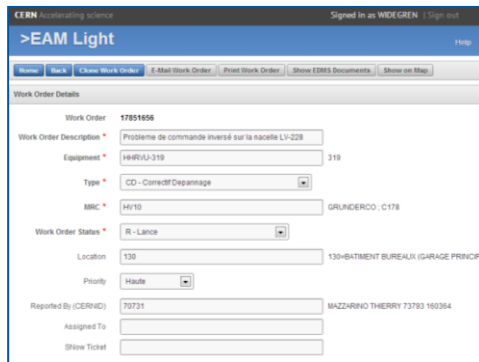 CERN Accelerating science Signed in as WIDEGREN | Sign out
>EAM Light Help
Home Back Clone Work Order E-Mail Work Order Print Work Order Show EDMS Documents Show on Map
Work Order Details
Work Order 17851656
Work Order Description * Probleme de commande inversé sur la nacelle LV-228
Equipment * HHRVU-319 319
Type * CD - Correctif Depannage
MRC * HV10 GRUNDERCO ; C178
Work Order Status * R - Lance
Location 130 130=BATIMENT BUREAUX (GARAGE PRINCIF
Priority Haute
Reported By (CERNID) 70731 MAZZARINO THIERRY 73793 160364
Assigned To
SNow Ticket